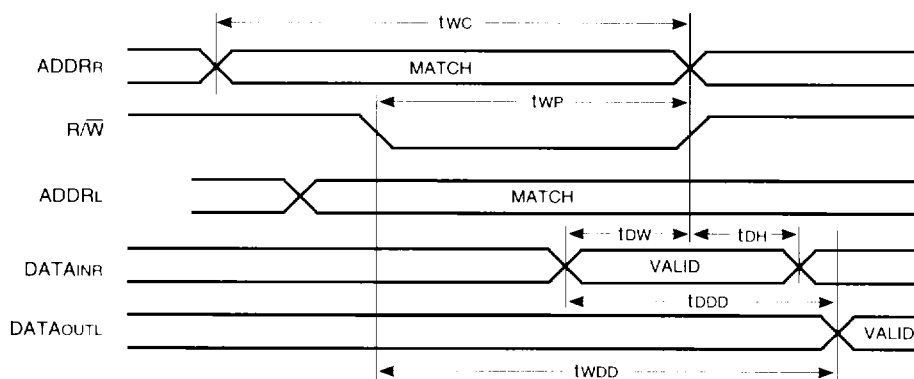 tWC
ADDRR
MATCH
tWP
R/W̅
ADDRL
MATCH
tDW
tDH
DATAINR
VALID
tDDD
DATAOUTL
VALID
tWDD